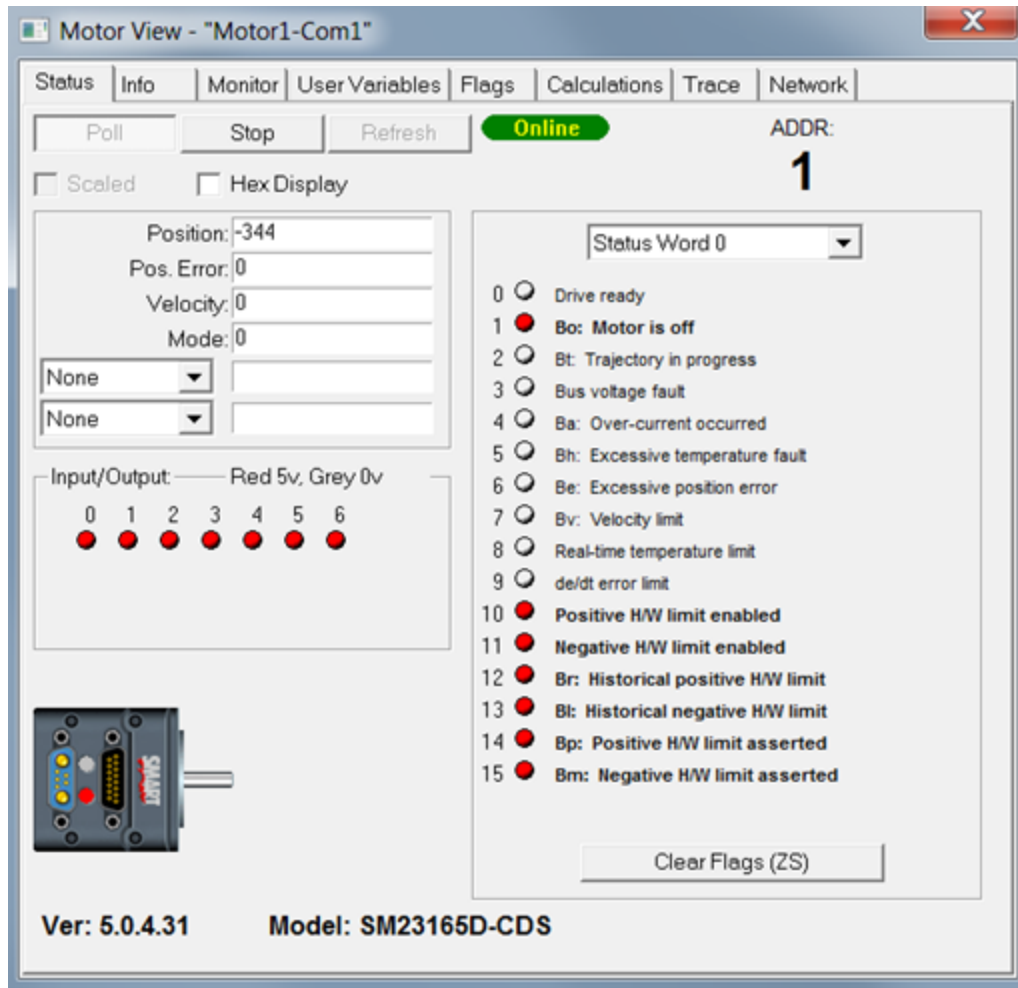 Motor View - "Motor1-Com1"
Status Info Monitor User Variables Flags Calculations Trace Network
Poll Stop Refresh Online ADDR:
1
Scaled Hex Display
Position: -344
Pos. Error: 0
Velocity: 0
Mode: 0
None
None
Input/Output: Red 5v, Grey 0v
0 1 2 3 4 5 6
Status Word 0
0 Drive ready
1 Bo: Motor is off
2 Bt: Trajectory in progress
3 Bus voltage fault
4 Ba: Over-current occurred
5 Bh: Excessive temperature fault
6 Be: Excessive position error
7 Bv: Velocity limit
8 Real-time temperature limit
9 de/dt error limit
10 Positive H/W limit enabled
11 Negative H/W limit enabled
12 Br: Historical positive H/W limit
13 Bl: Historical negative H/W limit
14 Bp: Positive H/W limit asserted
15 Bm: Negative H/W limit asserted
Clear Flags (ZS)
SMART
Ver: 5.0.4.31 Model: SM23165D-CDS